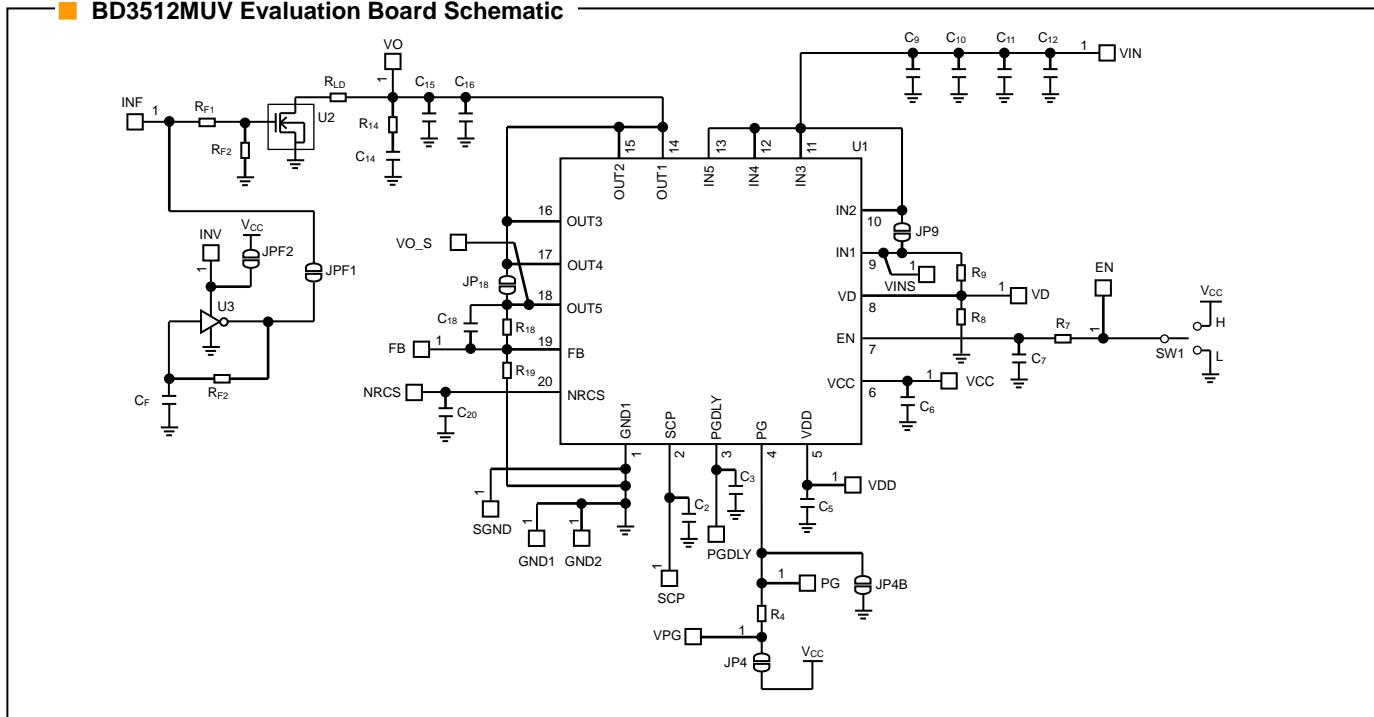 BD3512MUV Evaluation Board Schematic
C9
C10
C11
C12
1
VIN
VO
1
RLD
C15
C16
INF
1
RF1
U2
RF2
R14
C14
15
14
13
12
11
U1
OUT2
OUT1
IN5
IN4
IN3
16
OUT3
IN2
10
JP9
VO_S
17
OUT4
IN1
9
1
VINS
R9
EN
INV
VCC
1
JPF2
JPF1
U3
JP18
18
OUT5
VD
8
1
VD
R8
VCC
C18
R18
EN
7
R7
1
SW1
H
L
C7
FB
1
19
FB
R19
RF2
CF
NRCS
20
NRCS
VCC
6
1
VCC
C6
C20
GND1
SCP
PGDLY
PG
VDD
1
2
3
4
5
C3
C2
1
VDD
C5
1
SGND
1
1
GND1
GND2
PGDLY
1
SCP
1
PG
JP4B
R4
VPG
1
JP4
VCC